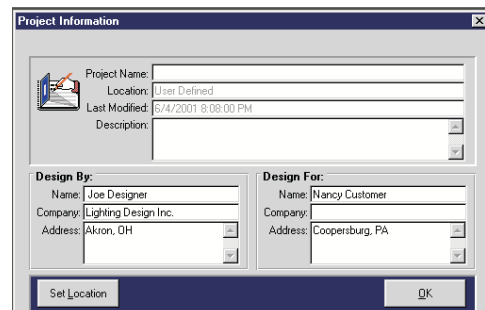 Project Information
Project Name:
Location: User Defined
Last Modified: 6/4/2001 8:08:00 PM
Description:
Design By:
Name: Joe Designer
Company: Lighting Design Inc.
Address: Akron, OH
Design For:
Name: Nancy Customer
Company:
Address: Coopersburg, PA
Set Location
OK